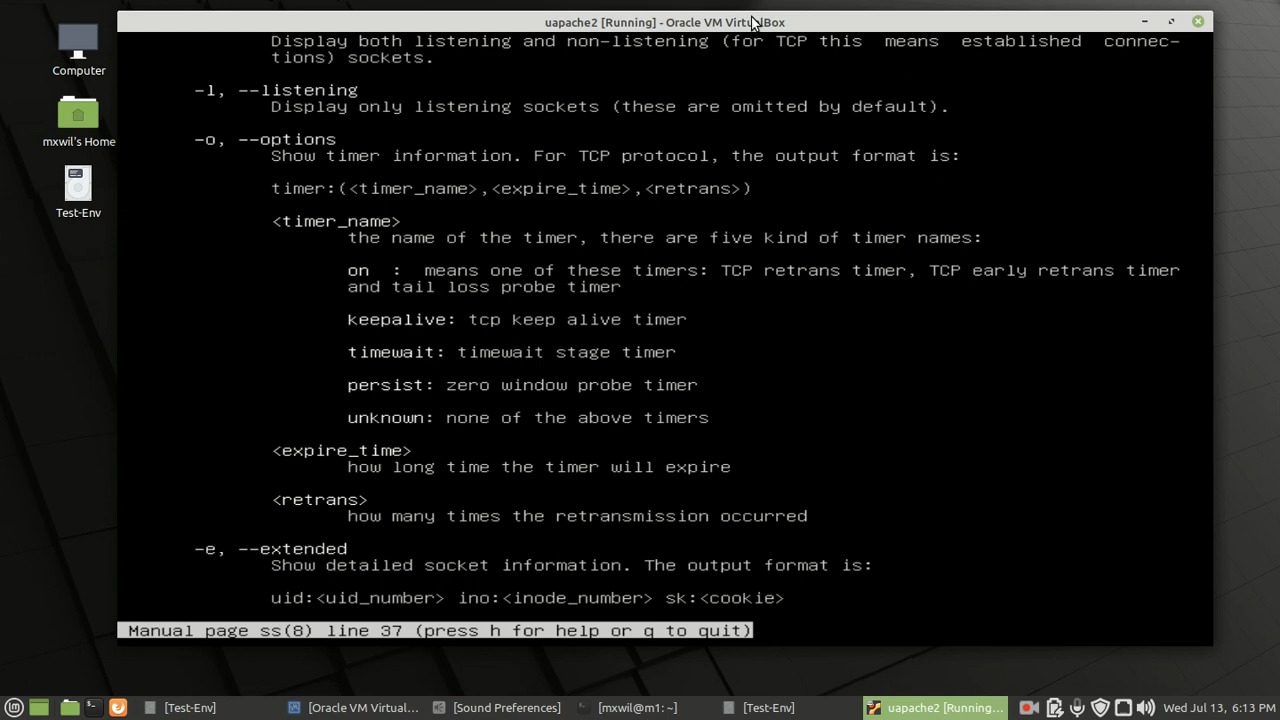 uapache2 [Running] - Oracle VM VirtualBox
Computer
mxwil's Home
Test-Env
Display both listening and non-listening (for TCP this means established connec-
tions) sockets.
-l, --listening
Display only listening sockets (these are omitted by default).
-o, --options
Show timer information. For TCP protocol, the output format is:
timer:(<timer_name>,<expire_time>,<retrans>)
<timer_name>
the name of the timer, there are five kind of timer names:
on : means one of these timers: TCP retrans timer, TCP early retrans timer
and tail loss probe timer
keepalive: tcp keep alive timer
timewait: timewait stage timer
persist: zero window probe timer
unknown: none of the above timers
<expire_time>
how long time the timer will expire
<retrans>
how many times the retransmission occurred
-e, --extended
Show detailed socket information. The output format is:
uid:<uid_number> ino:<inode_number> sk:<cookie>
Manual page ss(8) line 37 (press h for help or q to quit)
[Test-Env]
[Oracle VM Virtual...
[Sound Preferences]
[mxwil@m1: ~]
[Test-Env]
uapache2 [Running...
Wed Jul 13, 6:13 PM